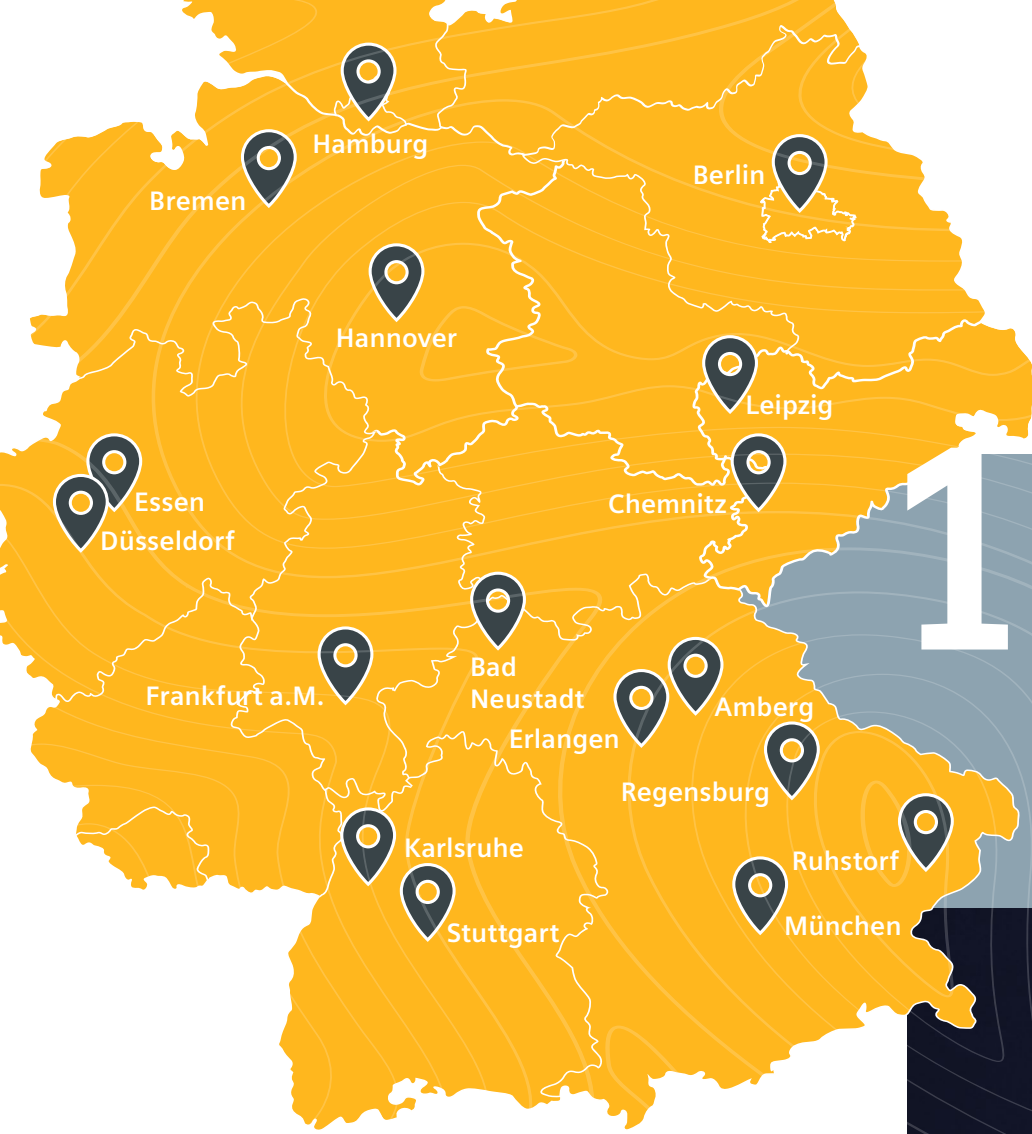 Hamburg
Berlin
Bremen
Hannover
Leipzig
Essen
Chemnitz
Düsseldorf
1
Bad
Neustadt
Frankfurt a.M.
Amberg
Erlangen
Regensburg
Karlsruhe
Ruhstorf
München
Stuttgart